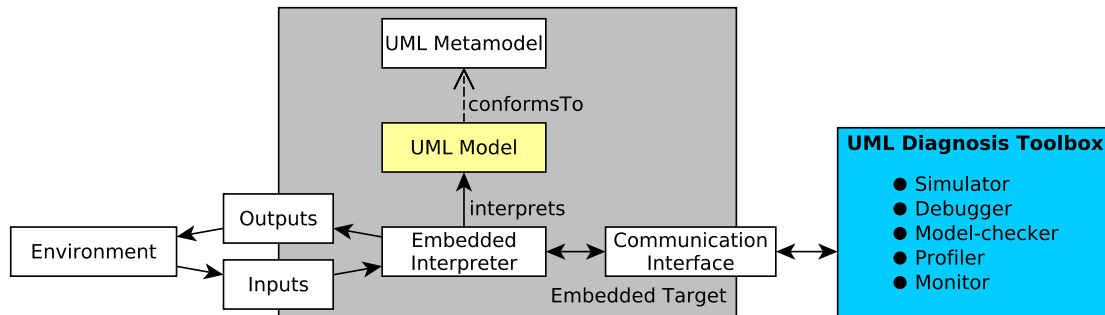 UML Metamodel
conformsTo
UML Model
interprets
Outputs
Environment
Inputs
Embedded
Interpreter
Communication
Interface
Embedded Target
UML Diagnosis Toolbox
● Simulator
● Debugger
● Model-checker
● Profiler
● Monitor